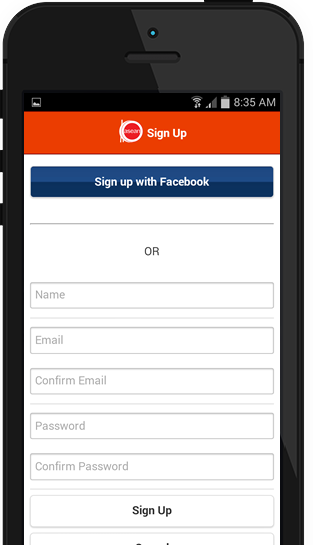 8:35 AM
asean Sign Up
Sign up with Facebook
OR
Name
Email
Confirm Email
Password
Confirm Password
Sign Up